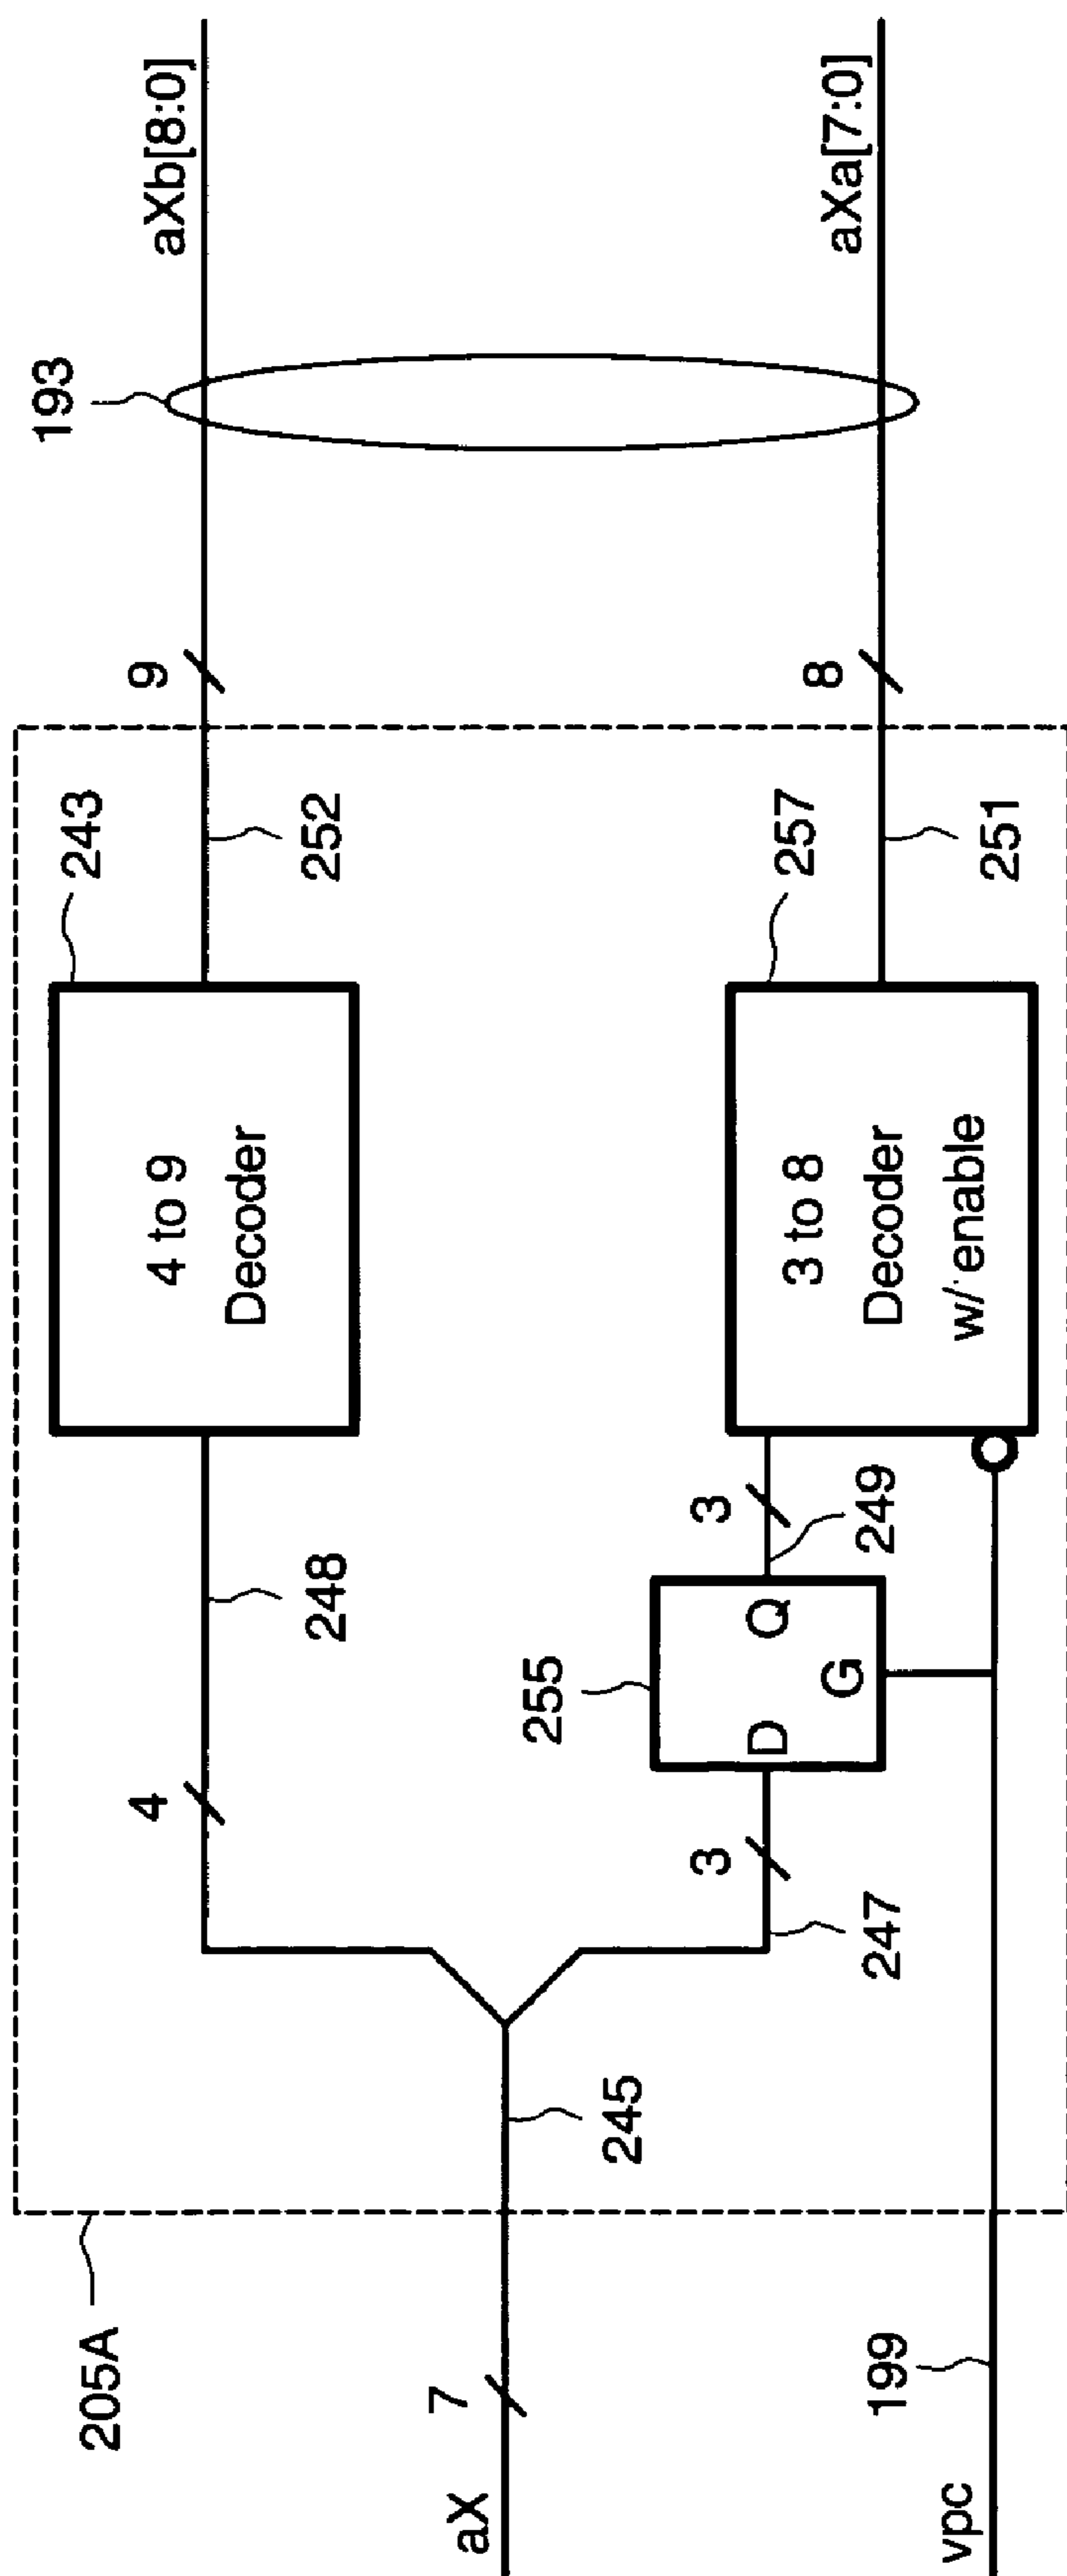 205A
aX
7
245
4
248
4 to 9
Decoder
243
252
9
193
aXb[8:0]
247
3
255
D
Q
G
249
3
3 to 8
Decoder
w/ enable
257
251
8
aXa[7:0]
vpc
199